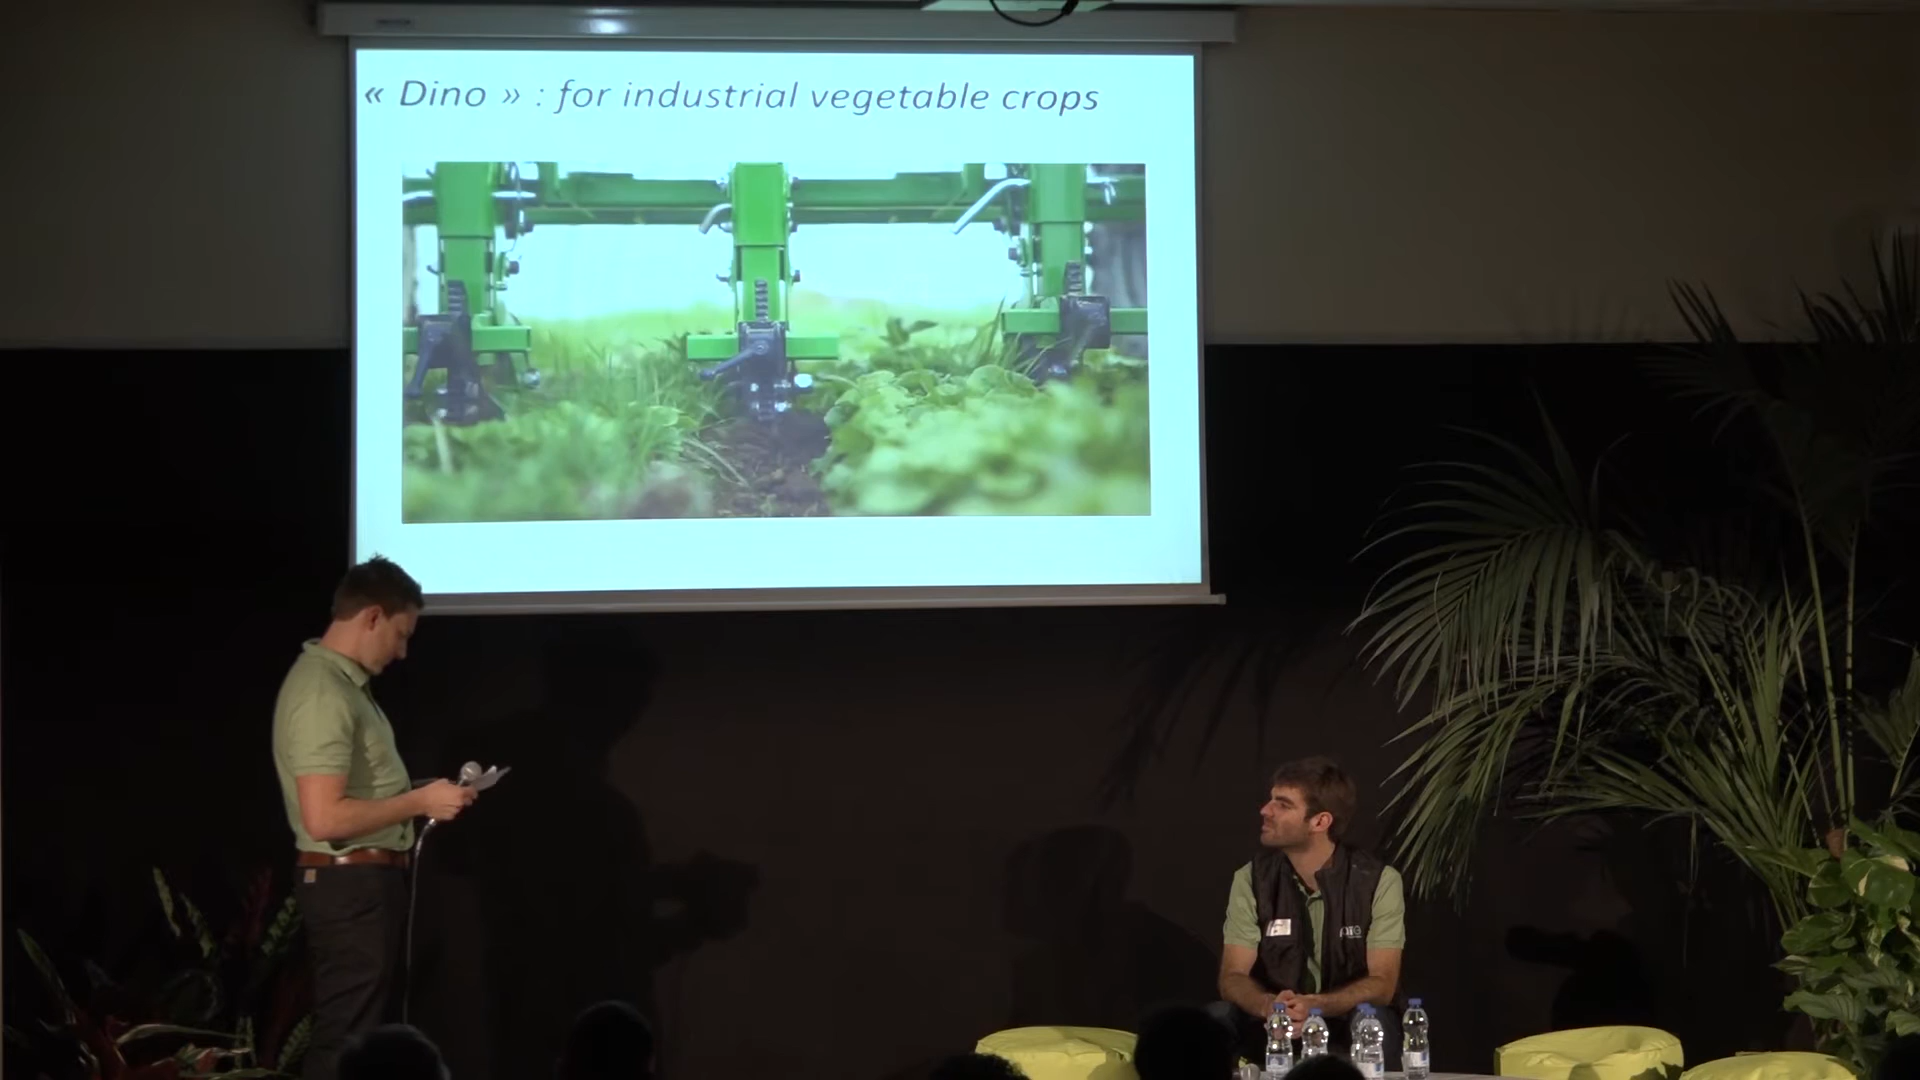 « Dino » : for industrial vegetable crops